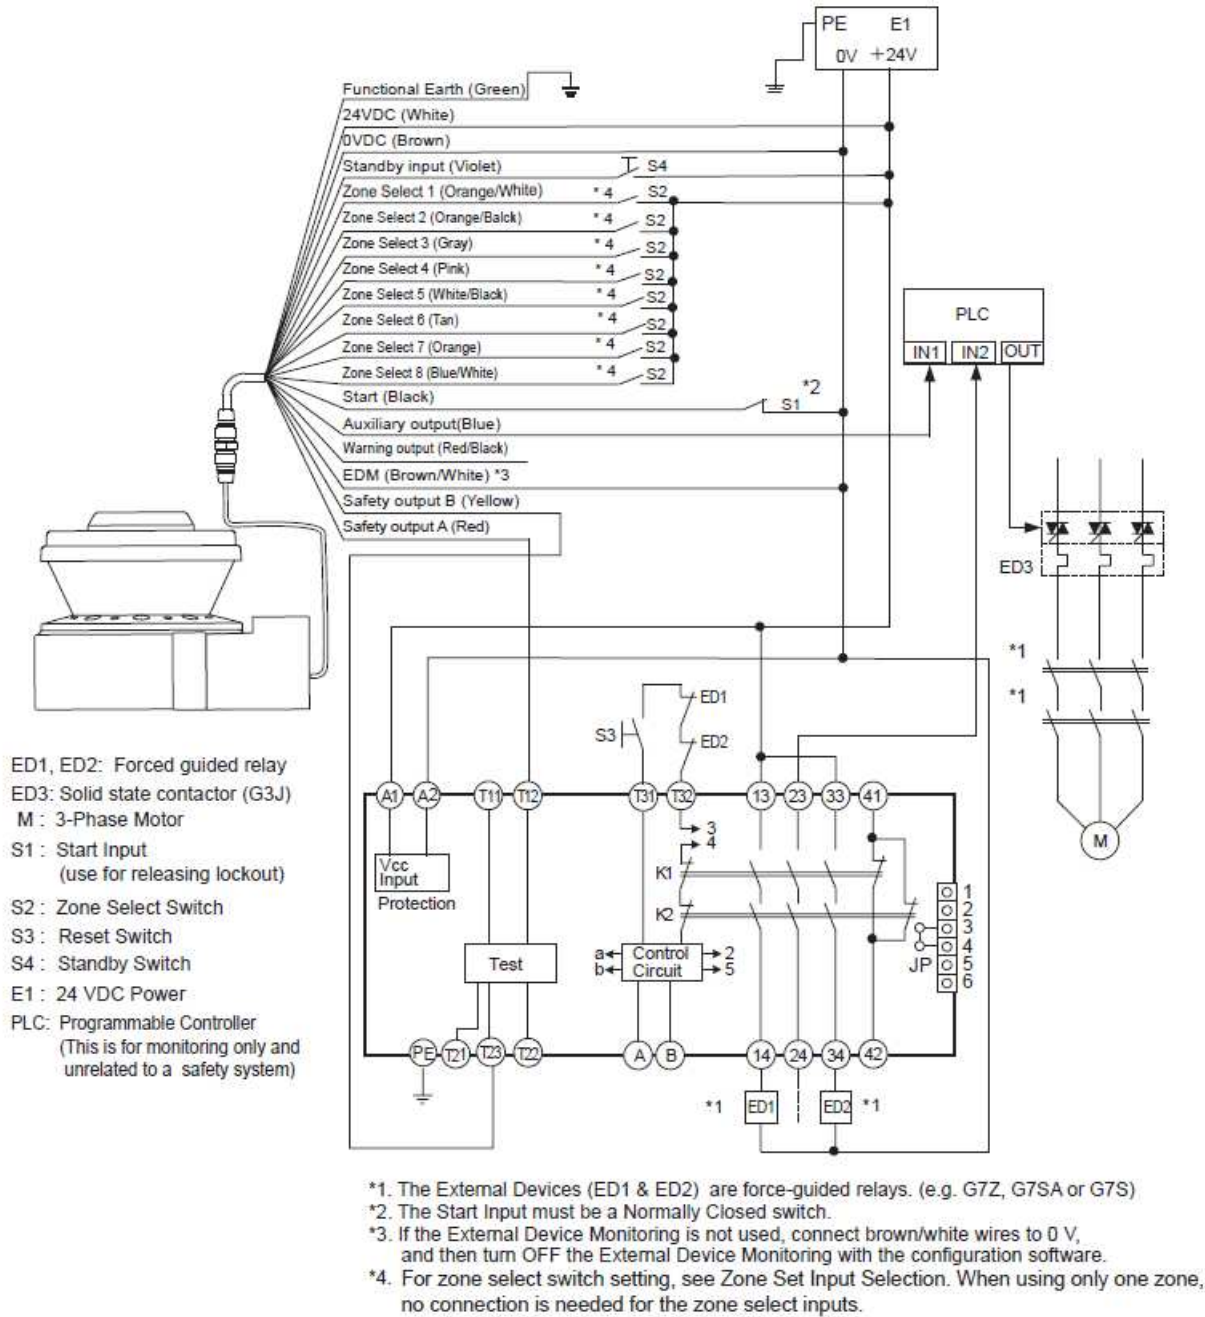 PE E1
0V +24V
Functional Earth (Green)
24VDC (White)
0VDC (Brown)
Standby input (Violet) S4
Zone Select 1 (Orange/White) * 4 S2
Zone Select 2 (Orange/Balck) * 4 S2
Zone Select 3 (Gray) * 4 S2
Zone Select 4 (Pink) * 4 S2
Zone Select 5 (White/Black) * 4 S2
Zone Select 6 (Tan) * 4 S2
Zone Select 7 (Orange) * 4 S2
Zone Select 8 (Blue/White) * 4 S2
Start (Black) S1 *2
Auxiliary output(Blue)
Warning output (Red/Black)
EDM (Brown/White) *3
Safety output B (Yellow)
Safety output A (Red)
PLC
IN1 IN2 OUT
ED3
*1
*1
M
ED1
S3 ED2
A1 A2 T11 T12 T31 T32 13 23 33 41
3
4
Vcc
Input
Protection
K1
K2
Test
a Control 2
b Circuit 5
1
2
3
4
5
6
JP
PE T21 T23 T22 A B 14 24 34 42
*1 ED1 ED2 *1
ED1, ED2: Forced guided relay
ED3: Solid state contactor (G3J)
M : 3-Phase Motor
S1 : Start Input
(use for releasing lockout)
S2 : Zone Select Switch
S3 : Reset Switch
S4 : Standby Switch
E1 : 24 VDC Power
PLC: Programmable Controller
(This is for monitoring only and
unrelated to a safety system)
*1. The External Devices (ED1 & ED2) are force-guided relays. (e.g. G7Z, G7SA or G7S)
*2. The Start Input must be a Normally Closed switch.
*3. If the External Device Monitoring is not used, connect brown/white wires to 0 V,
and then turn OFF the External Device Monitoring with the configuration software.
*4. For zone select switch setting, see Zone Set Input Selection. When using only one zone,
no connection is needed for the zone select inputs.